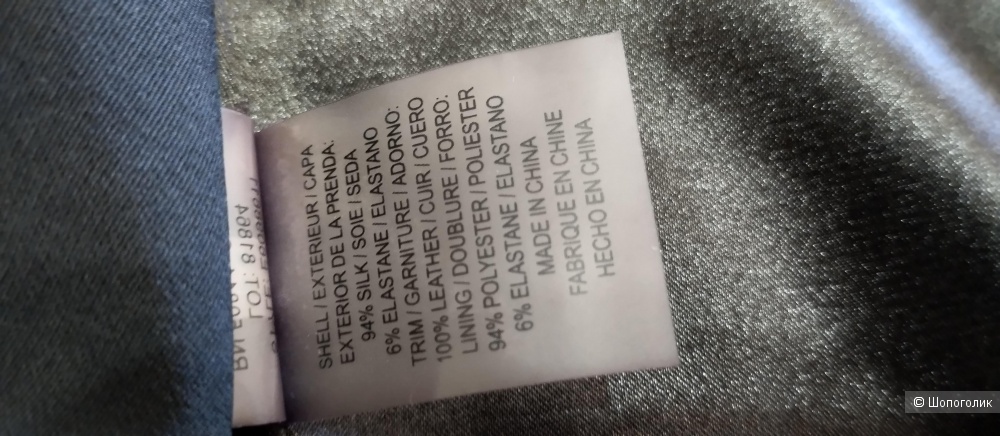 SHELL / EXTERIEUR / CAPA
EXTERIOR DE LA PRENDA:
94% SILK / SOIE / SEDA
6% ELASTANE / ELASTANO
TRIM / GARNITURE / ADORNO:
100% LEATHER / CUIR / CUERO
LINING / DOUBLURE / FORRO:
94% POLYESTER / POLIESTER
6% ELASTANE / ELASTANO
MADE IN CHINA
FABRIQUE EN CHINE
HECHO EN CHINA
LOT: 81894
© Шопоголик